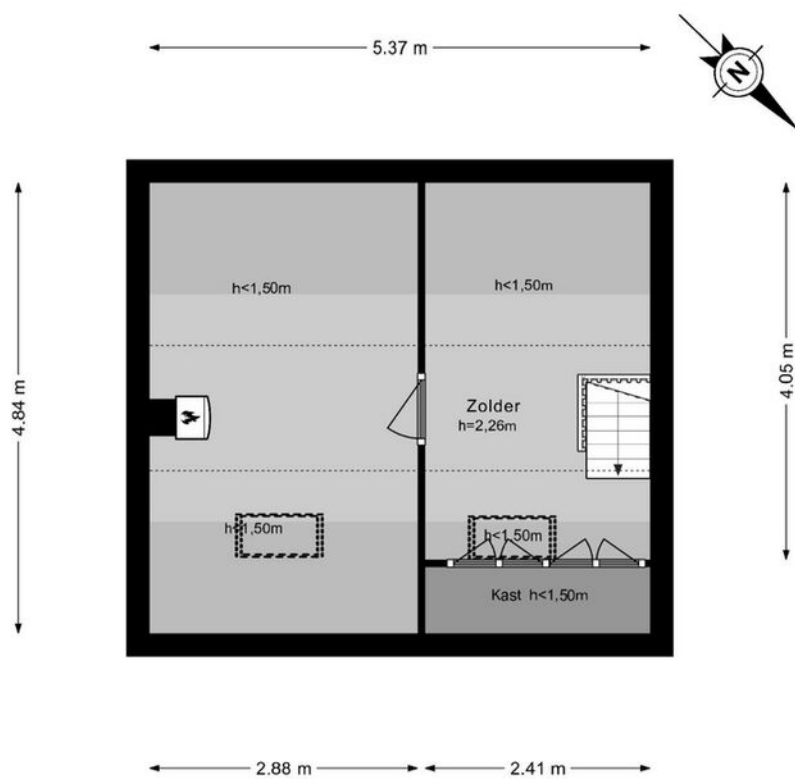 5.37 m
N
h<1,50m
h<1,50m
4.84 m
4.05 m
Zolder
h=2,26m
h<1,50m
h<1,50m
Kast h<1,50m
2.88 m
2.41 m